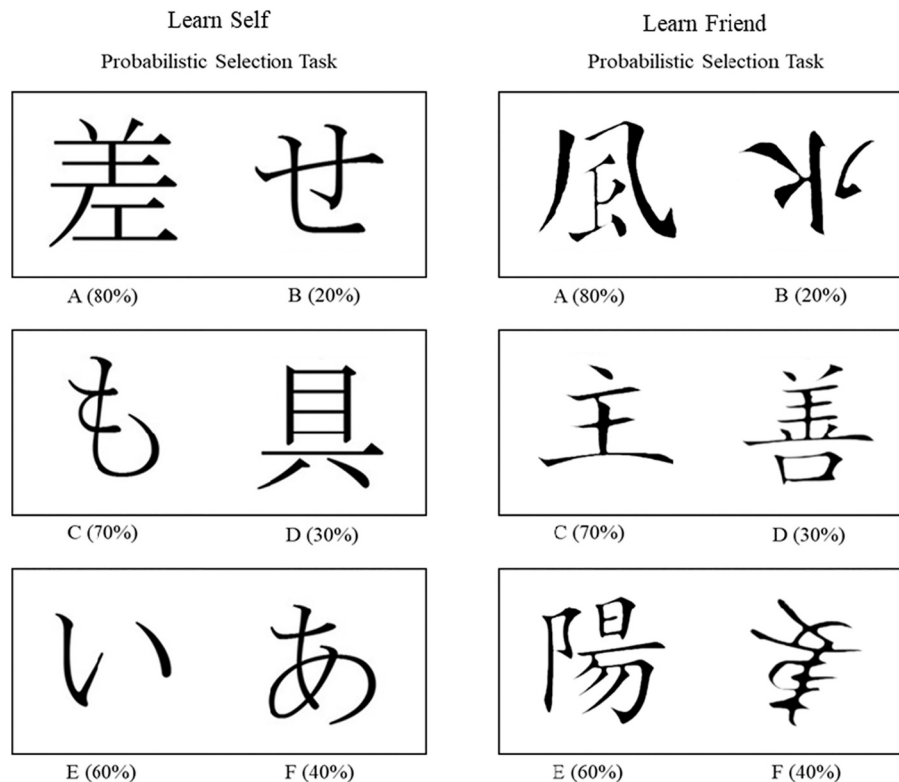 Learn Self
Probabilistic Selection Task
差 せ
A (80%) B (20%)
も 具
C (70%) D (30%)
い あ
E (60%) F (40%)
Learn Friend
Probabilistic Selection Task
風
A (80%) B (20%)
主 善
C (70%) D (30%)
陽
E (60%) F (40%)